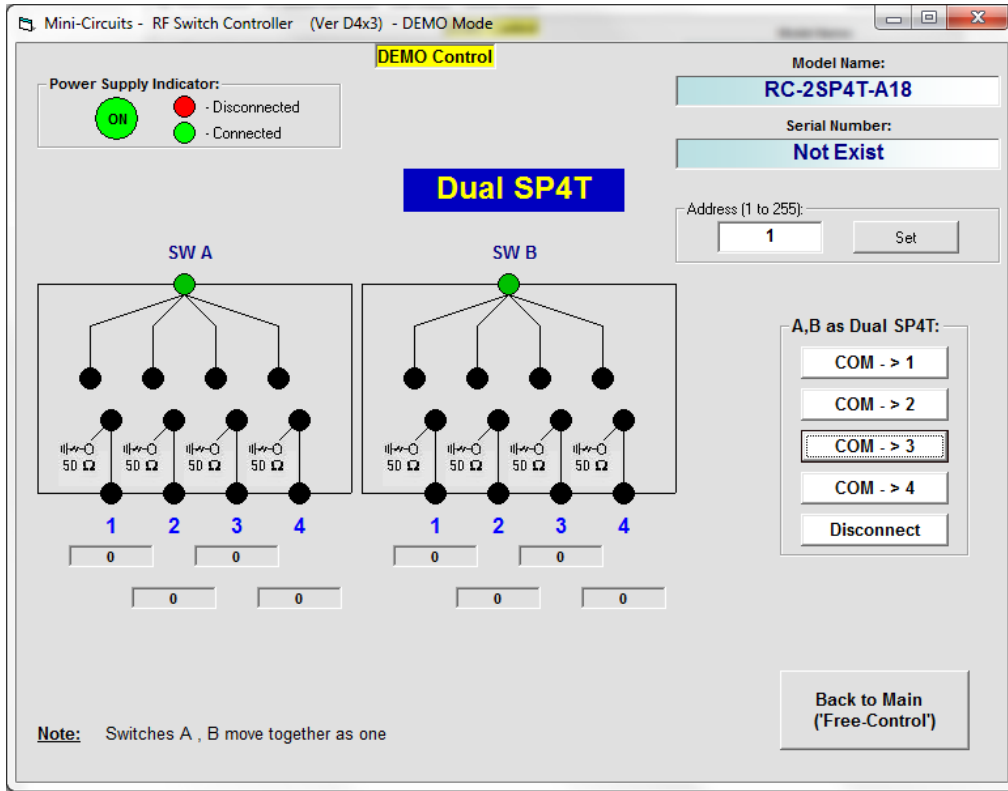 Mini-Circuits - RF Switch Controller (Ver D4x3) - DEMO Mode
DEMO Control
Power Supply Indicator:
ON
- Disconnected
- Connected
Model Name:
RC-2SP4T-A18
Serial Number:
Not Exist
Dual SP4T
Address (1 to 255):
1 Set
SW A SW B
50 Ω 50 Ω 50 Ω 50 Ω 50 Ω 50 Ω 50 Ω 50 Ω
1 2 3 4 1 2 3 4
0 0 0 0
0 0 0 0
A,B as Dual SP4T:
COM - > 1
COM - > 2
COM - > 3
COM - > 4
Disconnect
Back to Main
('Free-Control')
Note: Switches A , B move together as one